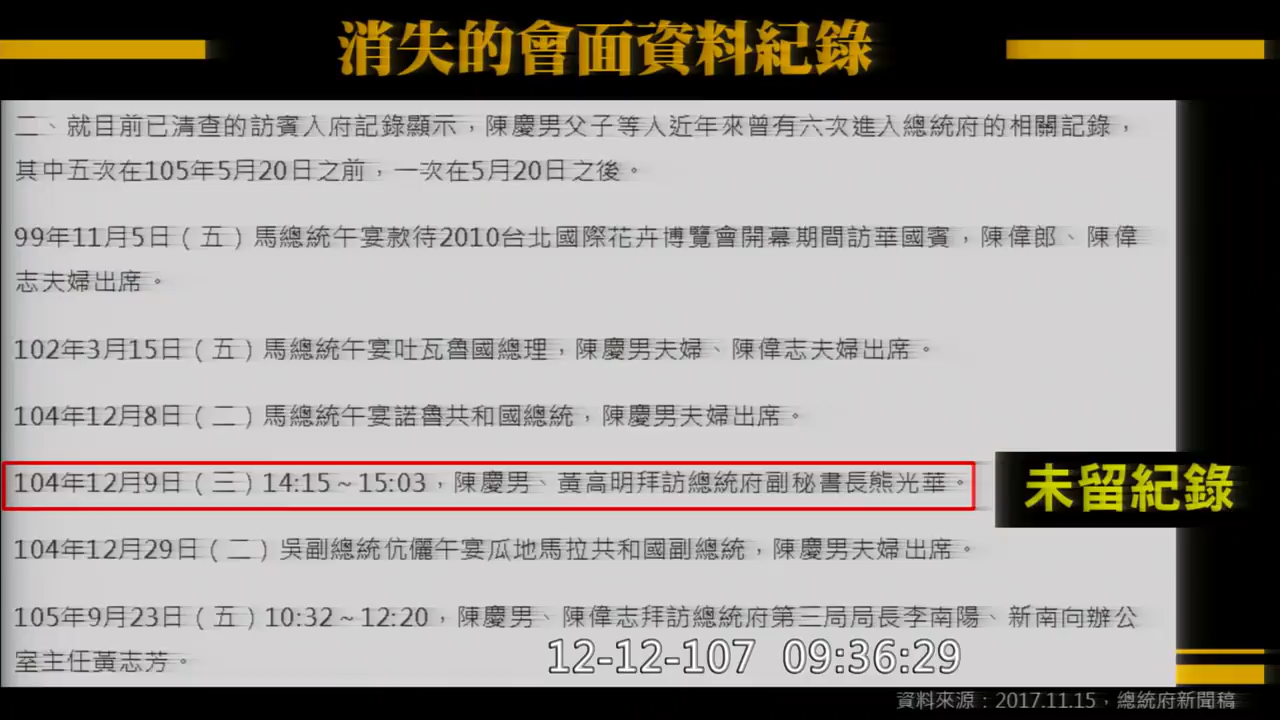 消失的會面資料紀錄
二、就目前已清查的訪賓入府記錄顯示，陳慶男父子等人近年來曾有六次進入總統府的相關記錄，
其中五次在105年5月20日之前，一次在5月20日之後。
99年11月5日（五）馬總統午宴款待2010台北國際花卉博覽會開幕期間訪華國賓，陳偉郎、陳偉
志夫婦出席。
102年3月15日（五）馬總統午宴吐瓦魯國總理，陳慶男夫婦、陳偉志夫婦出席。
104年12月8日（二）馬總統午宴諾魯共和國總統，陳慶男夫婦出席。
104年12月9日（三）14:15～15:03，陳慶男、黃高明拜訪總統府副秘書長熊光華。
未留紀錄
104年12月29日（二）吳副總統伉儷午宴瓜地馬拉共和國副總統，陳慶男夫婦出席。
105年9月23日（五）10:32～12:20，陳慶男、陳偉志拜訪總統府第三局局長李南陽、新南向辦公
室主任黃志芳。
12-12-107 09:36:29
資料來源：2017.11.15，總統府新聞稿